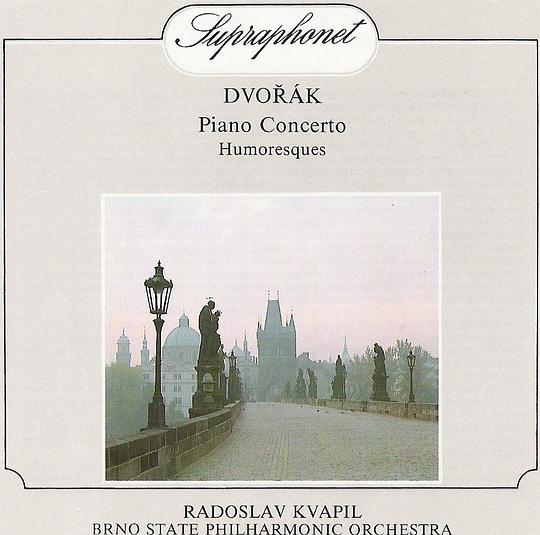 Supraphonet
DVOŘÁK
Piano Concerto
Humoresques
RADOSLAV KVAPIL
BRNO STATE PHILHARMONIC ORCHESTRA